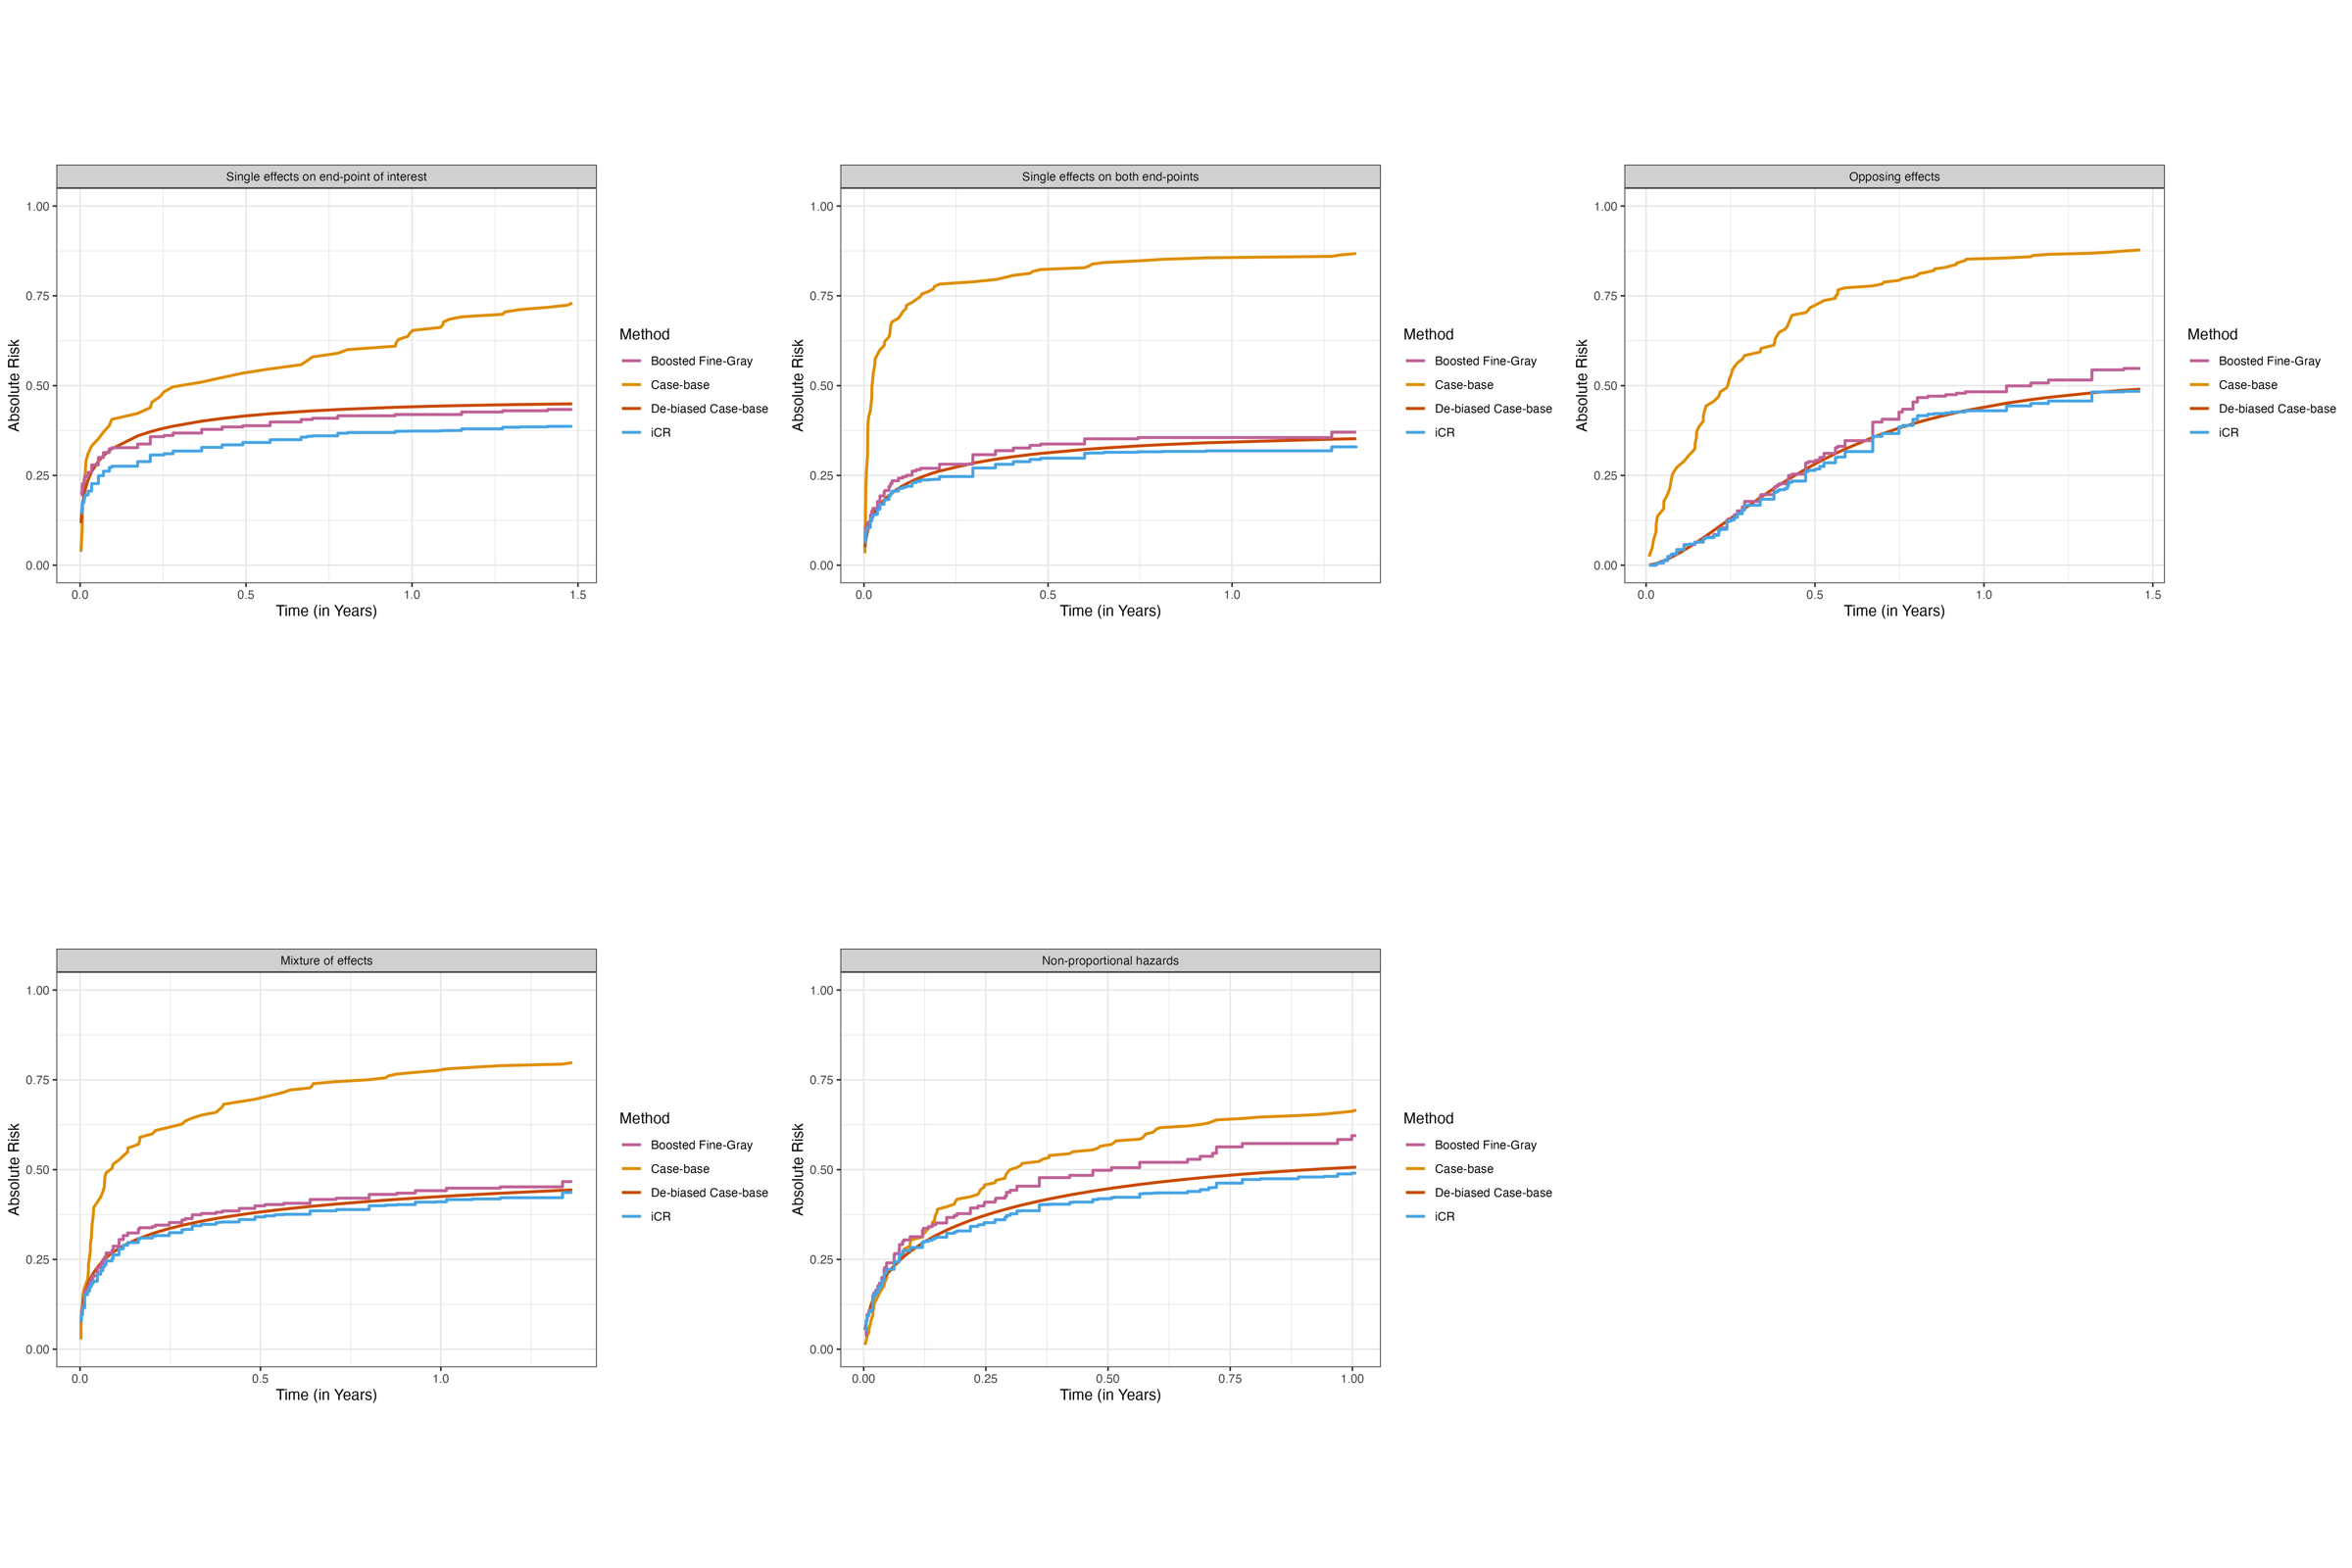 Single effects on end-point of interest
Absolute Risk
1.00
0.75
0.50
0.25
0.00
0.0 0.5 1.0 1.5
Time (in Years)
Method
Boosted Fine-Gray
Case-base
De-biased Case-base
iCR
Single effects on both end-points
Absolute Risk
1.00
0.75
0.50
0.25
0.00
0.0 0.5 1.0
Time (in Years)
Method
Boosted Fine-Gray
Case-base
De-biased Case-base
iCR
Opposing effects
Absolute Risk
1.00
0.75
0.50
0.25
0.00
0.0 0.5 1.0 1.5
Time (in Years)
Method
Boosted Fine-Gray
Case-base
De-biased Case-base
iCR
Mixture of effects
Absolute Risk
1.00
0.75
0.50
0.25
0.00
0.0 0.5 1.0
Time (in Years)
Method
Boosted Fine-Gray
Case-base
De-biased Case-base
iCR
Non-proportional hazards
Absolute Risk
1.00
0.75
0.50
0.25
0.00
0.00 0.25 0.50 0.75 1.00
Time (in Years)
Method
Boosted Fine-Gray
Case-base
De-biased Case-base
iCR